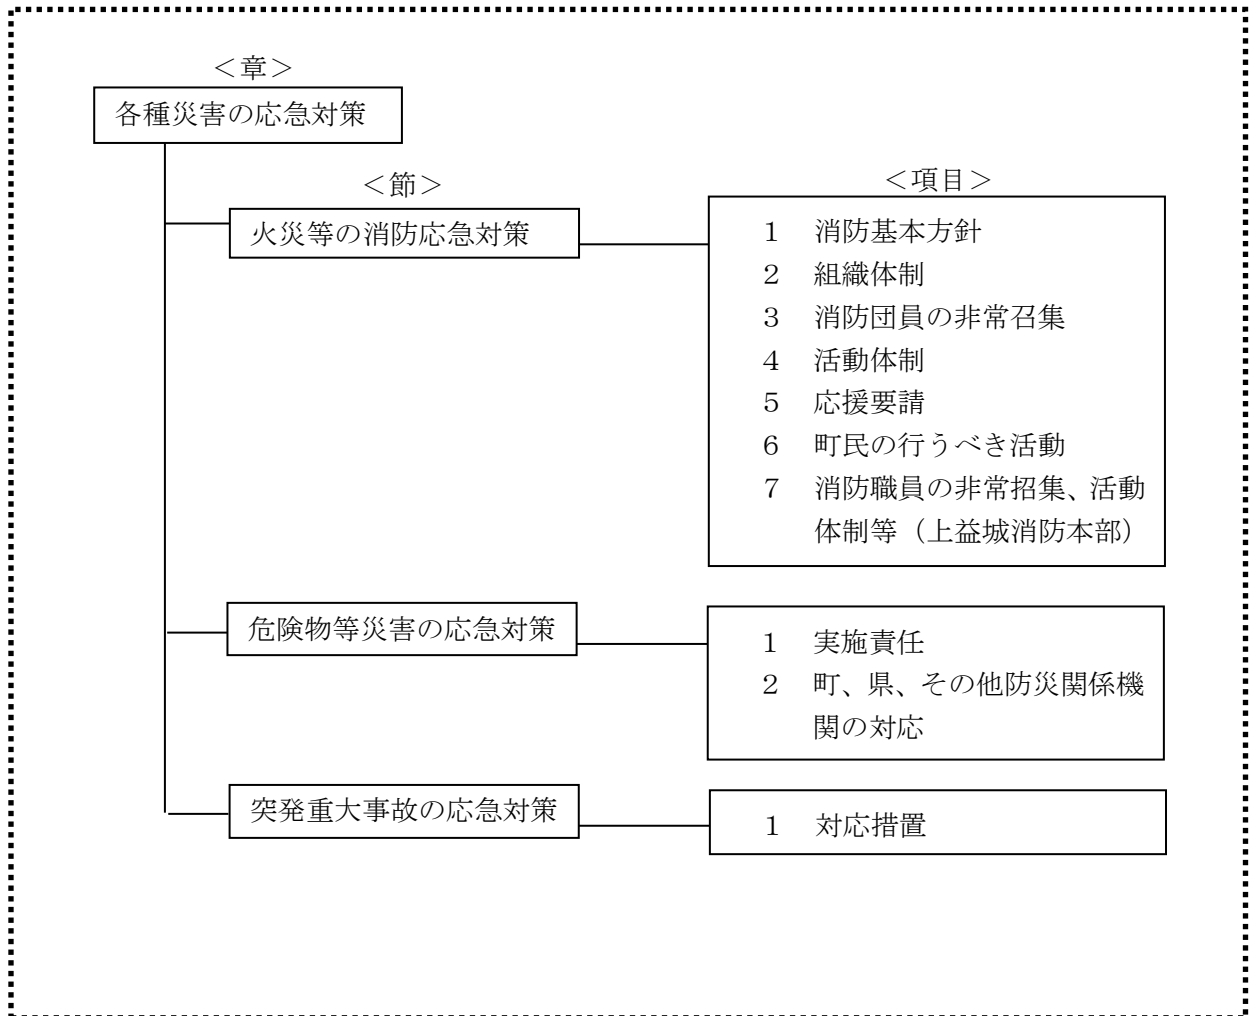 ＜章＞
各種災害の応急対策
＜節＞
＜項目＞
火災等の消防応急対策
１　消防基本方針
２　組織体制
３　消防団員の非常召集
４　活動体制
５　応援要請
６　町民の行うべき活動
７　消防職員の非常招集、活動
体制等（上益城消防本部）
危険物等災害の応急対策
１　実施責任
２　町、県、その他防災関係機
関の対応
突発重大事故の応急対策
１　対応措置